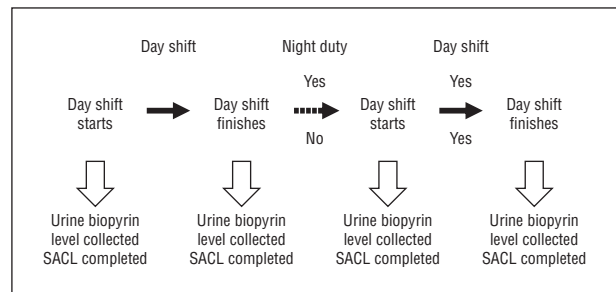 Day shift
Night duty
Day shift
Yes
Yes
Day shift
starts
Day shift
finishes
Day shift
starts
Day shift
finishes
No
Yes
Urine biopyrin
level collected
SACL completed
Urine biopyrin
level collected
SACL completed
Urine biopyrin
level collected
SACL completed
Urine biopyrin
level collected
SACL completed